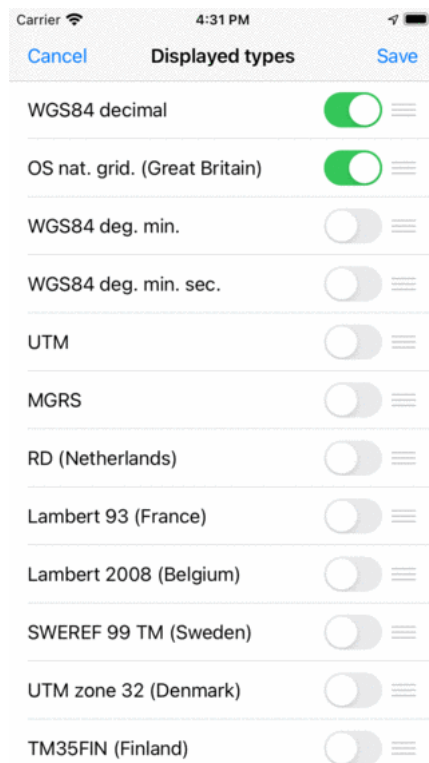 Carrier 4:31 PM
Cancel Displayed types Save
WGS84 decimal
OS nat. grid. (Great Britain)
WGS84 deg. min.
WGS84 deg. min. sec.
UTM
MGRS
RD (Netherlands)
Lambert 93 (France)
Lambert 2008 (Belgium)
SWEREF 99 TM (Sweden)
UTM zone 32 (Denmark)
TM35FIN (Finland)